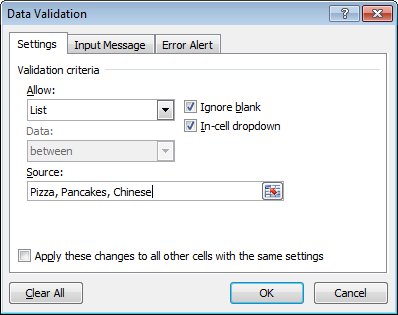 Data Validation
Settings
Input Message
Error Alert
Validation criteria
Allow:
List
Ignore blank
Data:
In-cell dropdown
between
Source:
Pizza, Pancakes, Chinese
Apply these changes to all other cells with the same settings
Clear All
OK
Cancel